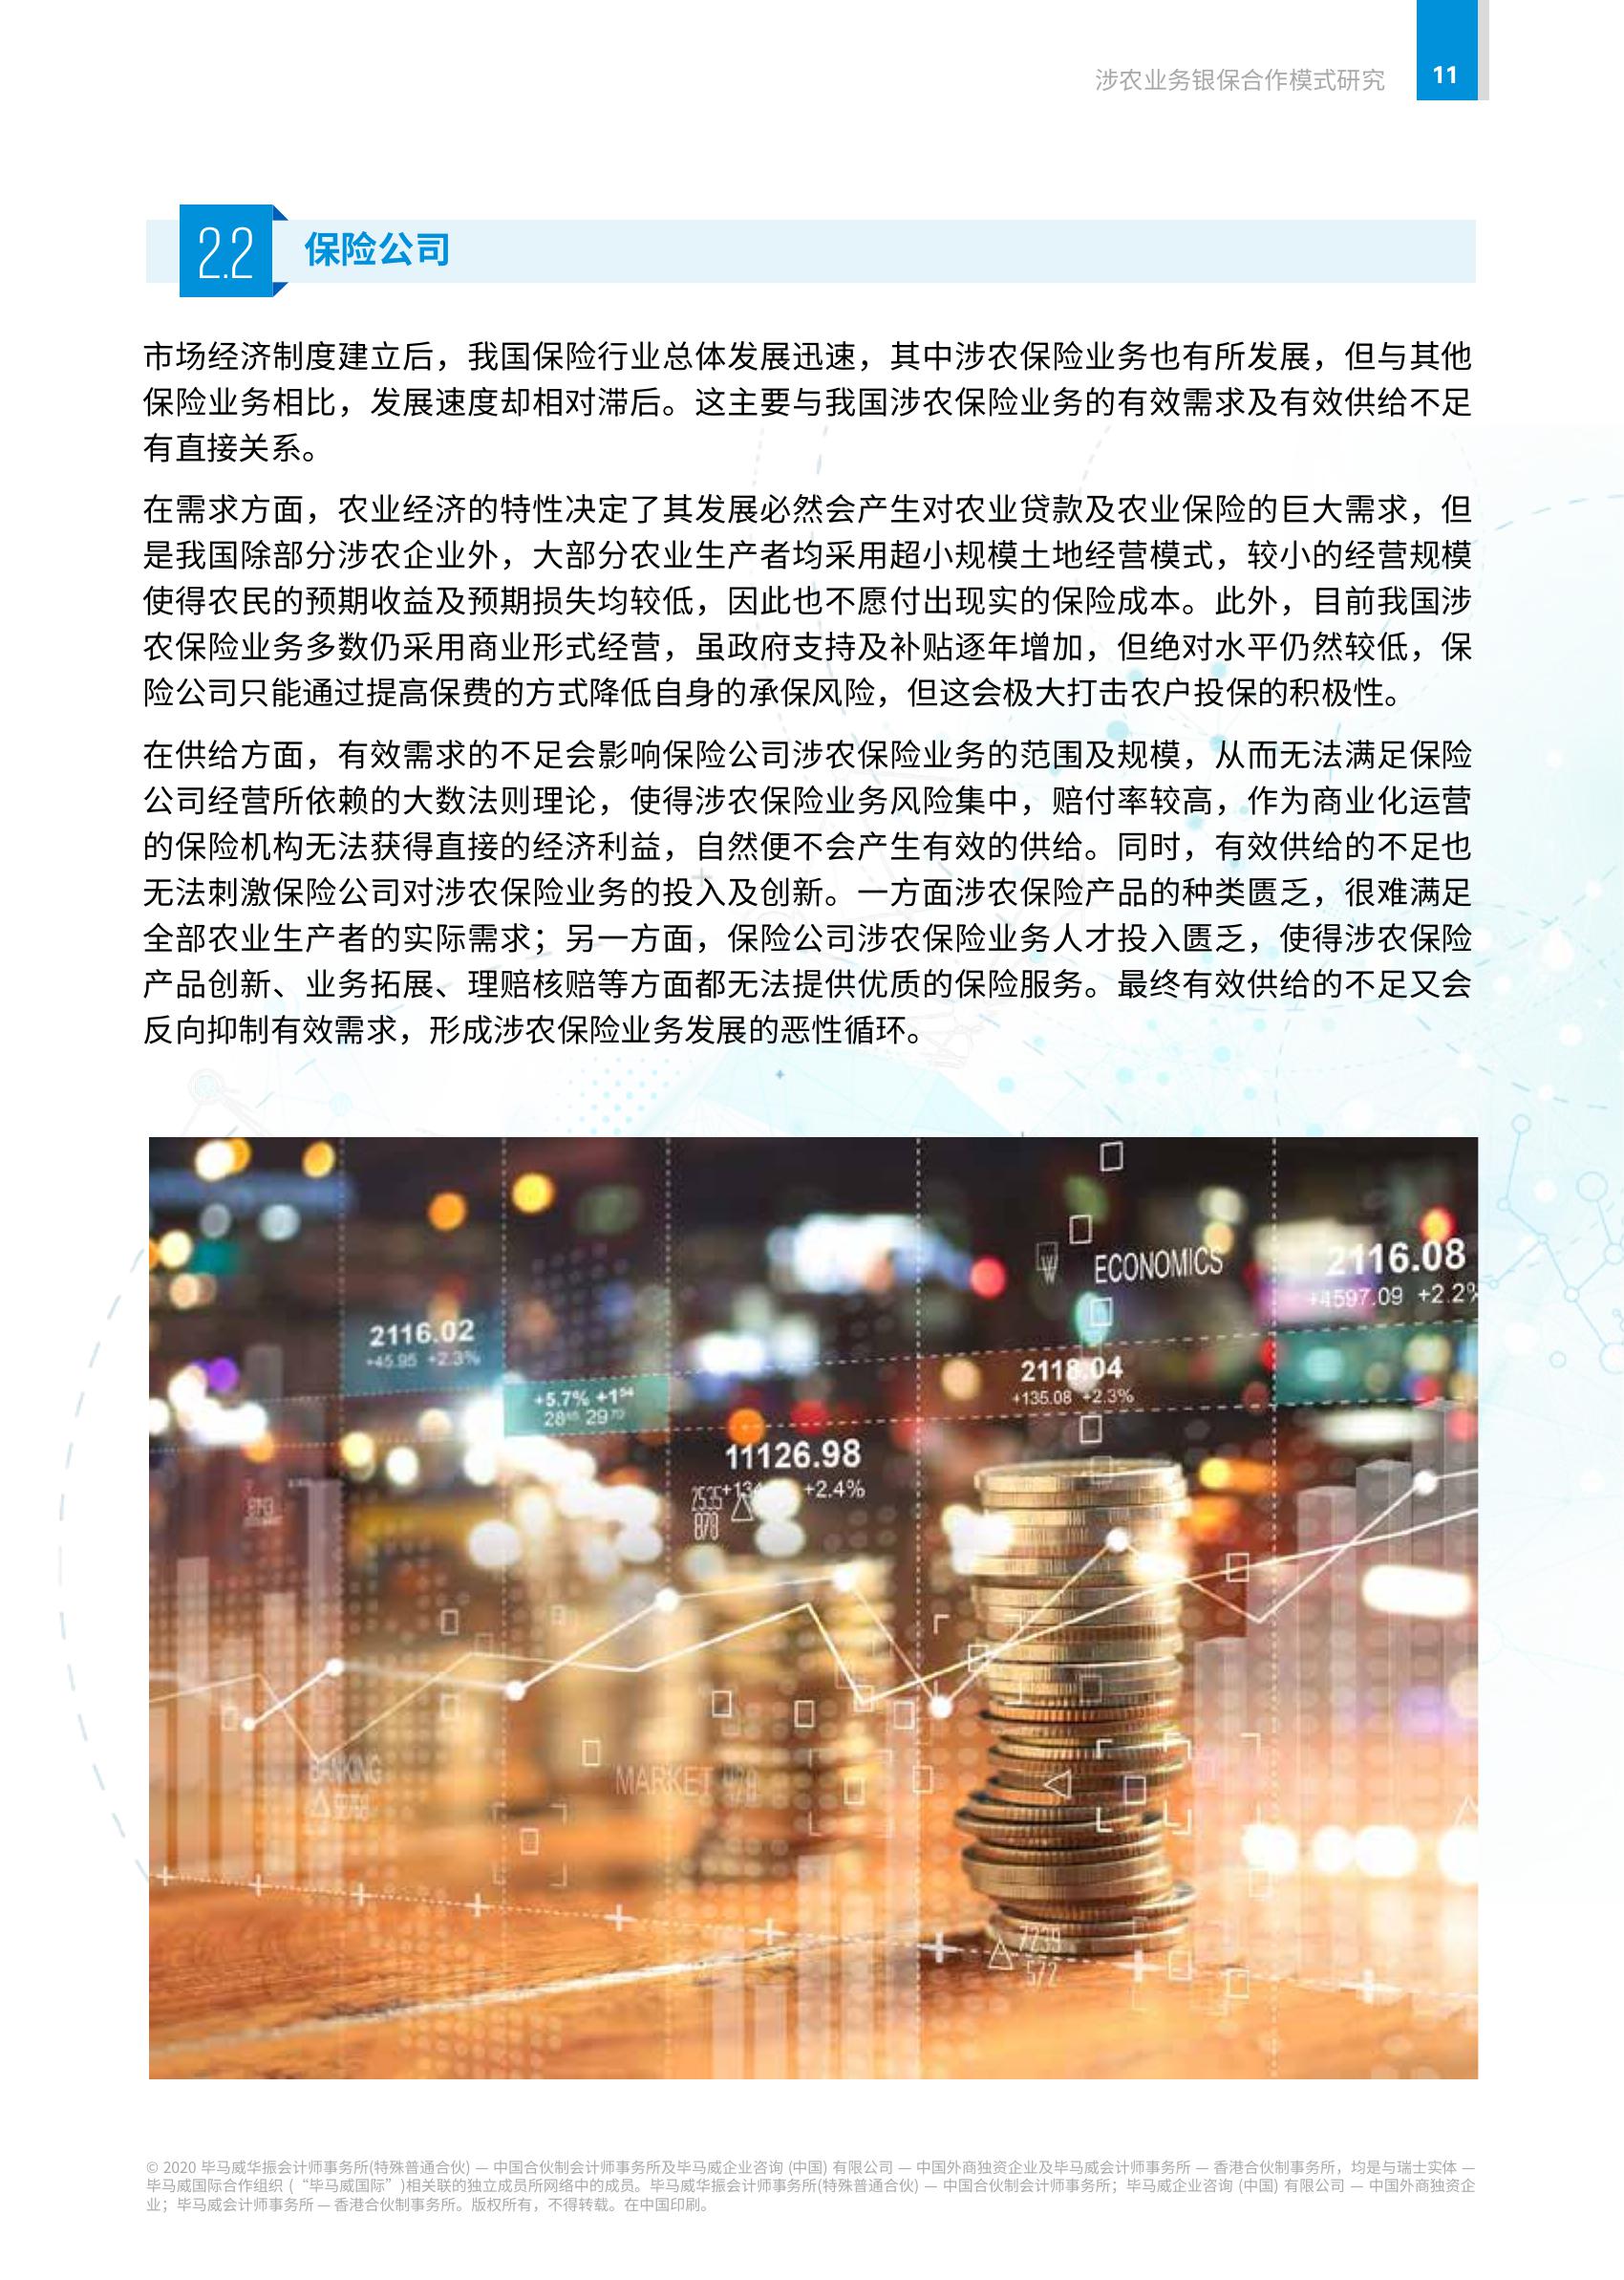 涉农业务银保合作模式研究
11
2.2
保险公司
市场经济制度建立后，我国保险行业总体发展迅速，其中涉农保险业务也有所发展，但与其他
保险业务相比，发展速度却相对滞后。这主要与我国涉农保险业务的有效需求及有效供给不足
有直接关系。
在需求方面，农业经济的特性决定了其发展必然会产生对农业贷款及农业保险的巨大需求，但
是我国除部分涉农企业外，大部分农业生产者均采用超小规模土地经营模式，较小的经营规模
使得农民的预期收益及预期损失均较低，因此也不愿付出现实的保险成本。此外，目前我国涉
农保险业务多数仍采用商业形式经营，虽政府支持及补贴逐年增加，但绝对水平仍然较低，保
险公司只能通过提高保费的方式降低自身的承保风险，但这会极大打击农户投保的积极性。
在供给方面，有效需求的不足会影响保险公司涉农保险业务的范围及规模，从而无法满足保险
公司经营所依赖的大数法则理论，使得涉农保险业务风险集中，赔付率较高，作为商业化运营
的保险机构无法获得直接的经济利益，自然便不会产生有效的供给。同时，有效供给的不足也
无法刺激保险公司对涉农保险业务的投入及创新。一方面涉农保险产品的种类匮乏，很难满足
全部农业生产者的实际需求；另一方面，保险公司涉农保险业务人才投入匮乏，使得涉农保险
产品创新、业务拓展、理赔核赔等方面都无法提供优质的保险服务。最终有效供给的不足又会
反向抑制有效需求，形成涉农保险业务发展的恶性循环。
ECONOMICS
2116.08
+4597.09 +2.2%
2116.02
+45.95 +2.3%
2118.04
+135.08 +2.3%
+5.7% +1
11126.98
+2.4%
2535
870
BANKING
MARKET
7239
572
© 2020 毕马威华振会计师事务所(特殊普通合伙) — 中国合伙制会计师事务所及毕马威企业咨询 (中国) 有限公司 — 中国外商独资企业及毕马威会计师事务所 — 香港合伙制事务所，均是与瑞士实体 —
毕马威国际合作组织 (“毕马威国际”)相关联的独立成员所网络中的成员。毕马威华振会计师事务所(特殊普通合伙) — 中国合伙制会计师事务所；毕马威企业咨询 (中国) 有限公司 — 中国外商独资企
业；毕马威会计师事务所 — 香港合伙制事务所。版权所有，不得转载。在中国印刷。